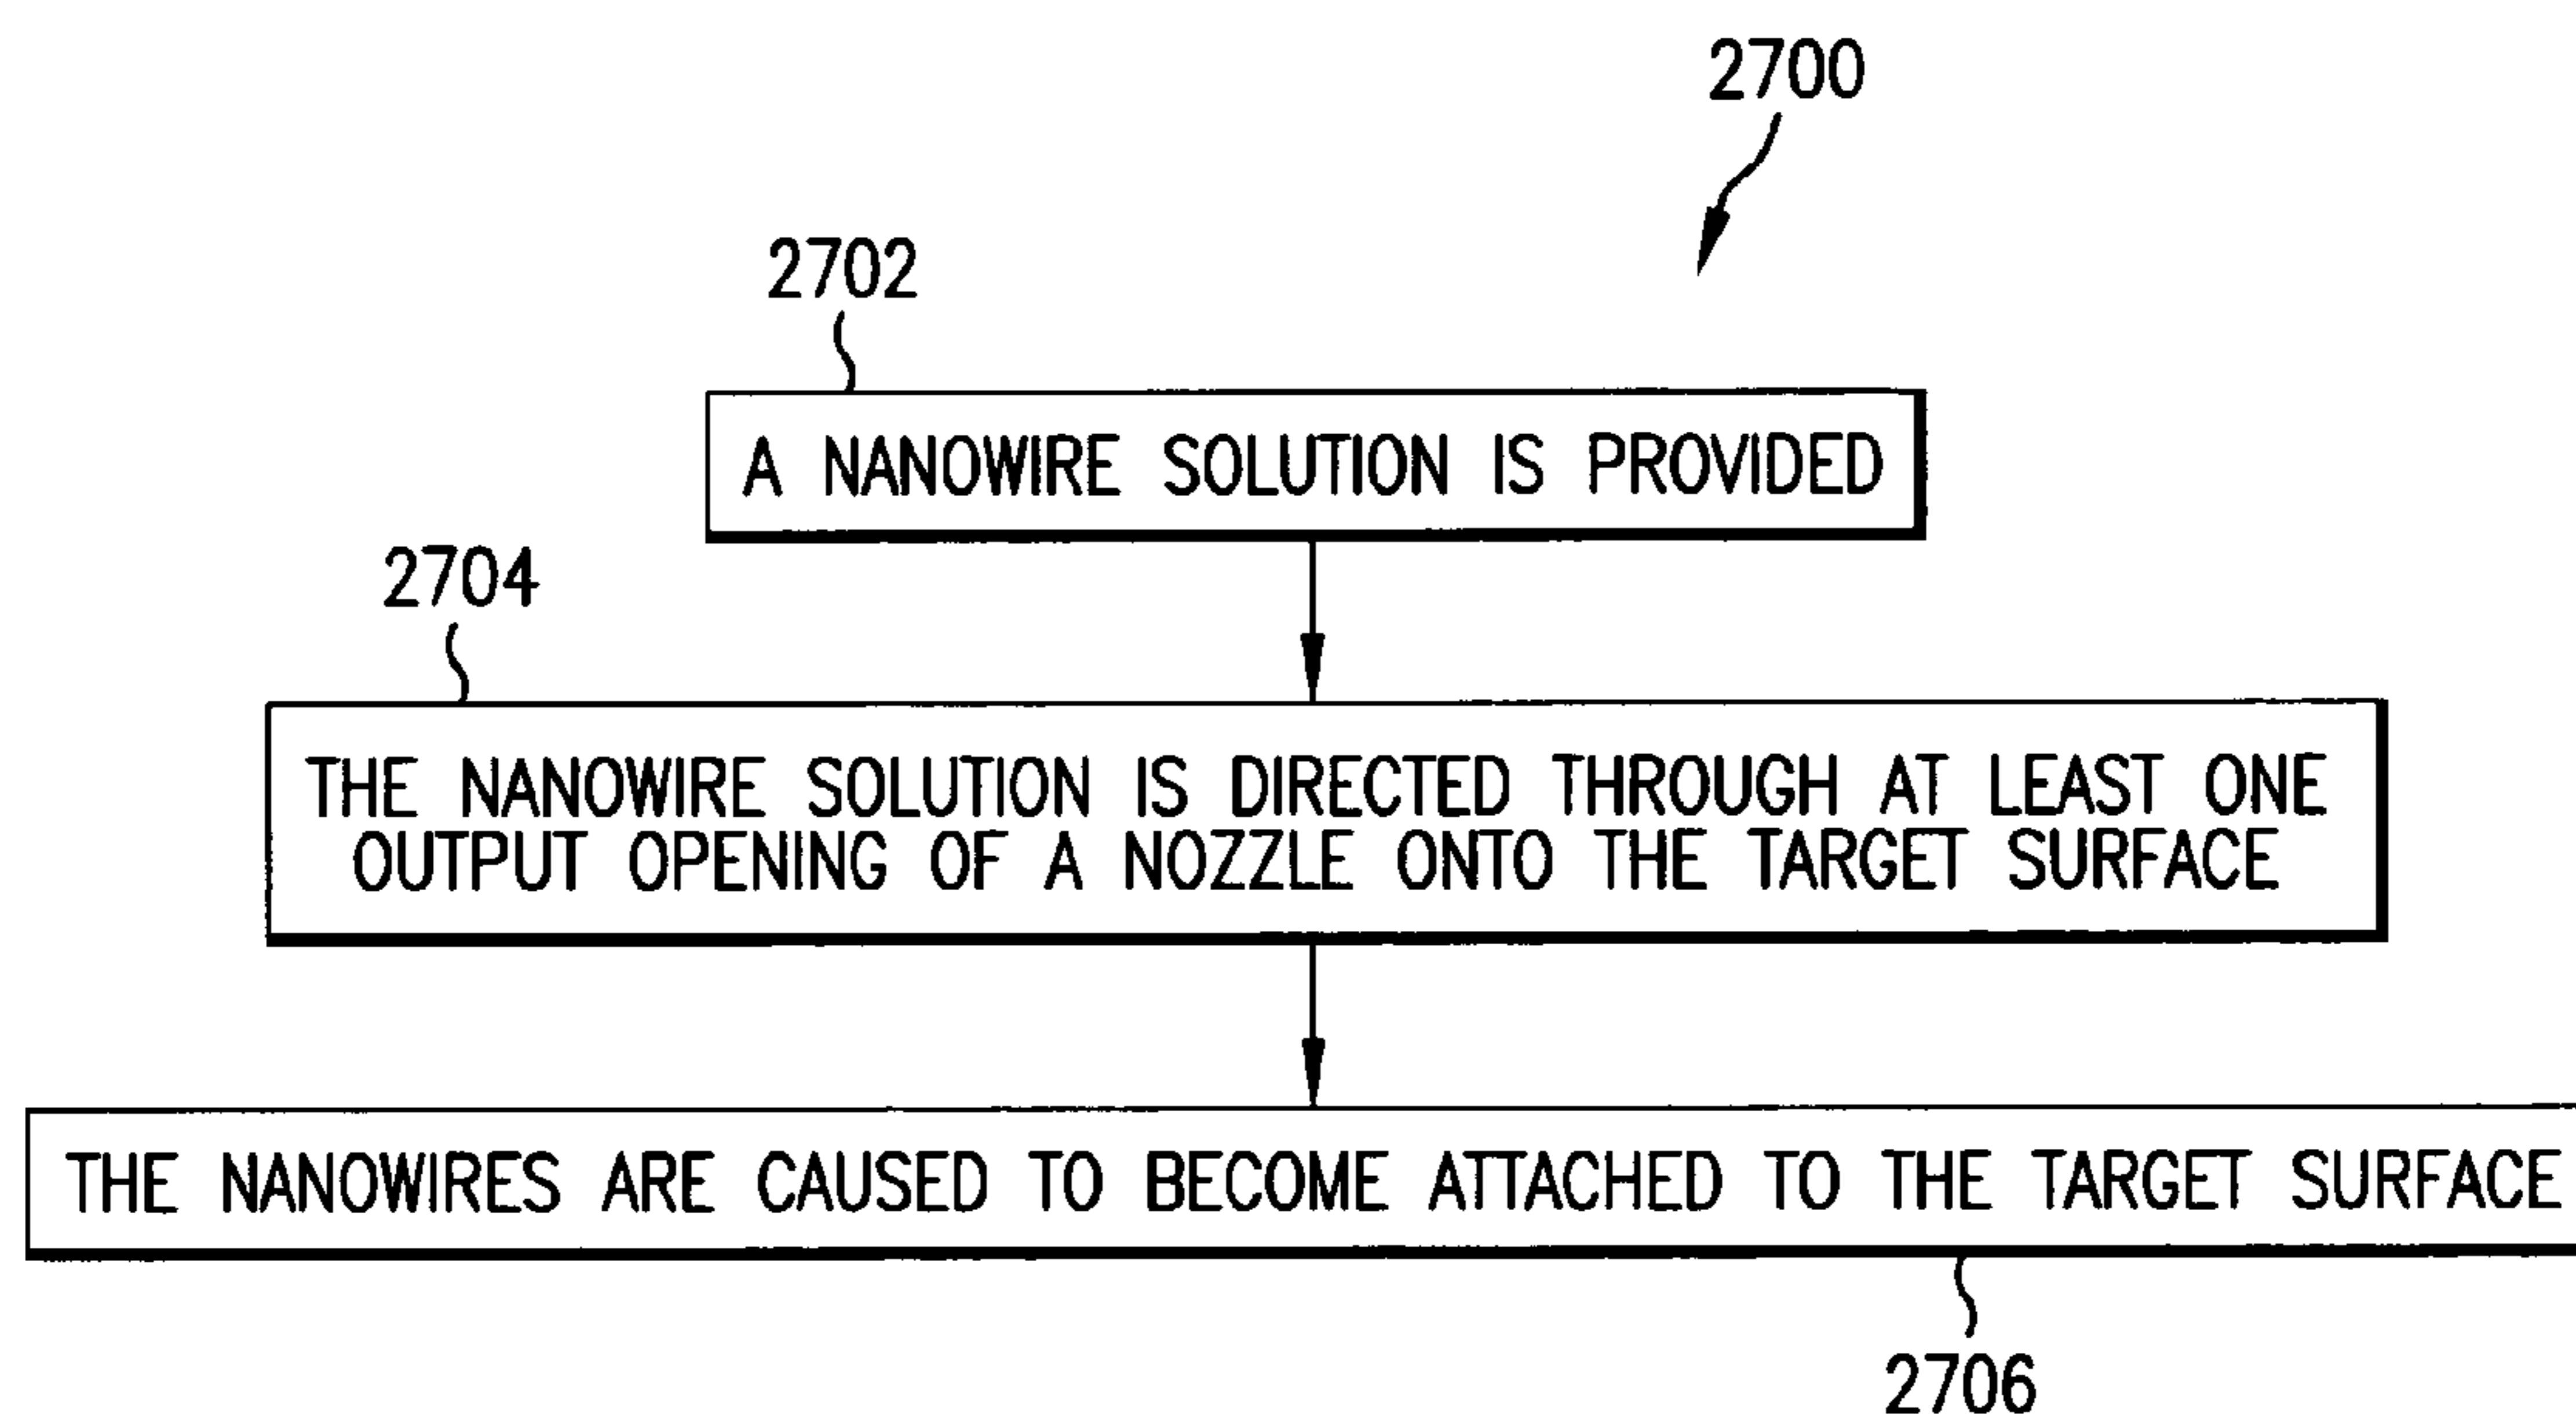 2700
2702
A NANOWIRE SOLUTION IS PROVIDED
2704
THE NANOWIRE SOLUTION IS DIRECTED THROUGH AT LEAST ONE
OUTPUT OPENING OF A NOZZLE ONTO THE TARGET SURFACE
THE NANOWIRES ARE CAUSED TO BECOME ATTACHED TO THE TARGET SURFACE
2706